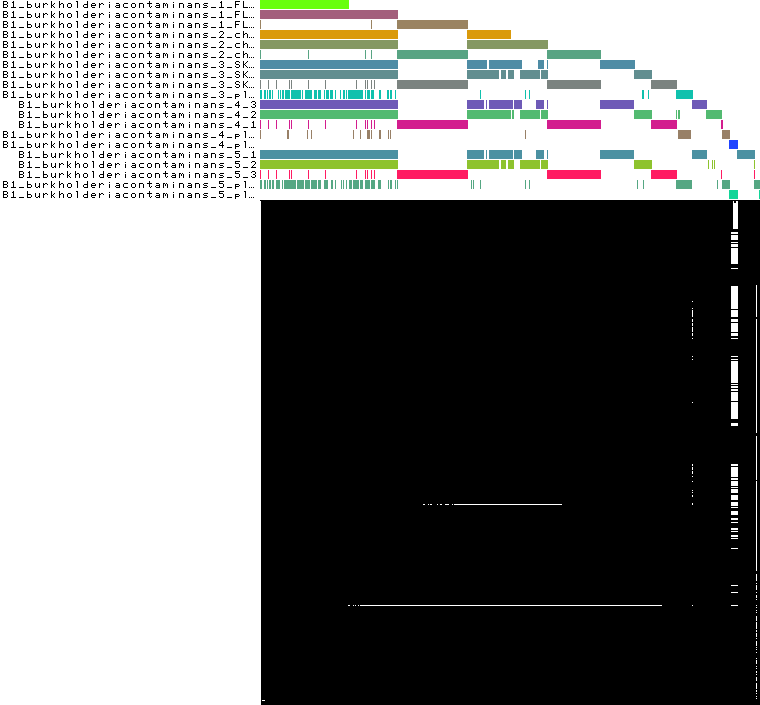 B1_burkholderiacontaminans_1_FL…
B1_burkholderiacontaminans_1_FL…
B1_burkholderiacontaminans_1_FL…
B1_burkholderiacontaminans_2_ch…
B1_burkholderiacontaminans_2_ch…
B1_burkholderiacontaminans_2_ch…
B1_burkholderiacontaminans_3_SK…
B1_burkholderiacontaminans_3_SK…
B1_burkholderiacontaminans_3_SK…
B1_burkholderiacontaminans_3_pl…
B1_burkholderiacontaminans_4_3
B1_burkholderiacontaminans_4_2
B1_burkholderiacontaminans_4_1
B1_burkholderiacontaminans_4_pl…
B1_burkholderiacontaminans_4_pl…
B1_burkholderiacontaminans_5_1
B1_burkholderiacontaminans_5_2
B1_burkholderiacontaminans_5_3
B1_burkholderiacontaminans_5_pl…
B1_burkholderiacontaminans_5_pl…